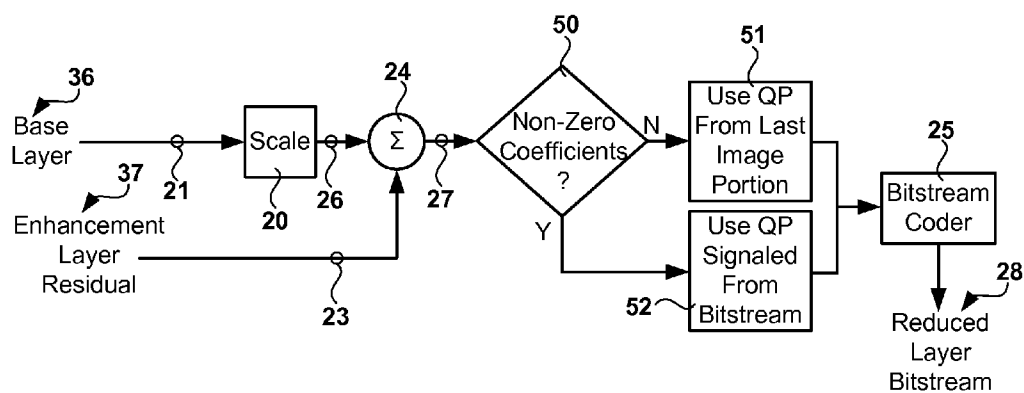 36
Base
Layer
21
Scale
20
26
24
Σ
27
37
Enhancement
Layer
Residual
23
50
Non-Zero
Coefficients
?
N
Y
51
Use QP
From Last
Image
Portion
Use QP
Signaled
From
Bitstream
52
25
Bitstream
Coder
28
Reduced
Layer
Bitstream